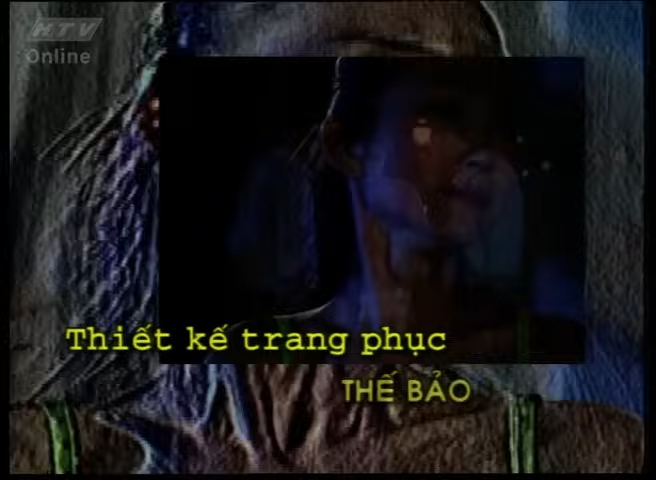 HTV
Online
Thiết kế trang phục
THẾ BẢO